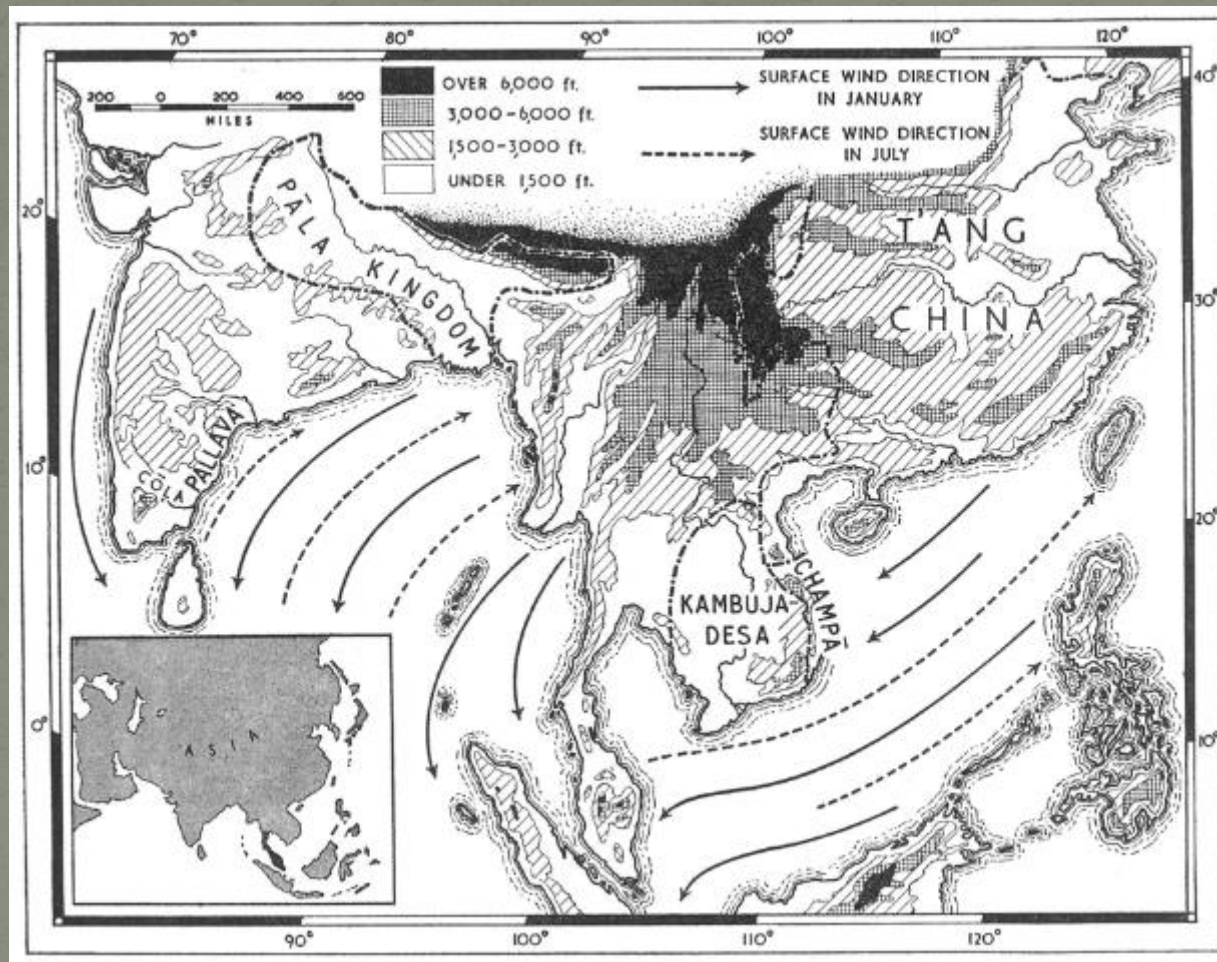 70° 80° 90° 100° 110° 120°
200 0 200 400 600
MILES
OVER 6,000 ft.
3,000–6,000 ft.
1,500–3,000 ft.
UNDER 1,500 ft.
SURFACE WIND DIRECTION
IN JANUARY
SURFACE WIND DIRECTION
IN JULY
40°
20°
PĀLA KINGDOM
T'ANG
CHINA
30°
10°
COLA
PALLAVA
20°
CHAMPĀ
KAMBUJA-
DESA
0°
10°
ASIA
90° 100° 110° 120°